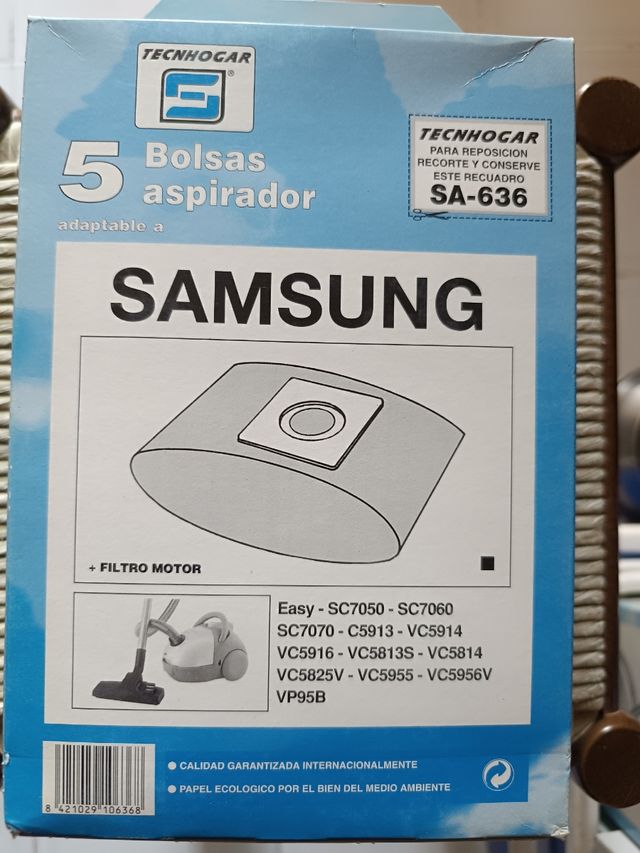 TECNHOGAR
S®
5 Bolsas
aspirador
adaptable a
TECNHOGAR
PARA REPOSICION
RECORTE Y CONSERVE
ESTE RECUADRO
SA-636
SAMSUNG
+ FILTRO MOTOR
Easy - SC7050 - SC7060
SC7070 - C5913 - VC5914
VC5916 - VC5813S - VC5814
VC5825V - VC5955 - VC5956V
VP95B
8 421029 106368
• CALIDAD GARANTIZADA INTERNACIONALMENTE
• PAPEL ECOLOGICO POR EL BIEN DEL MEDIO AMBIENTE